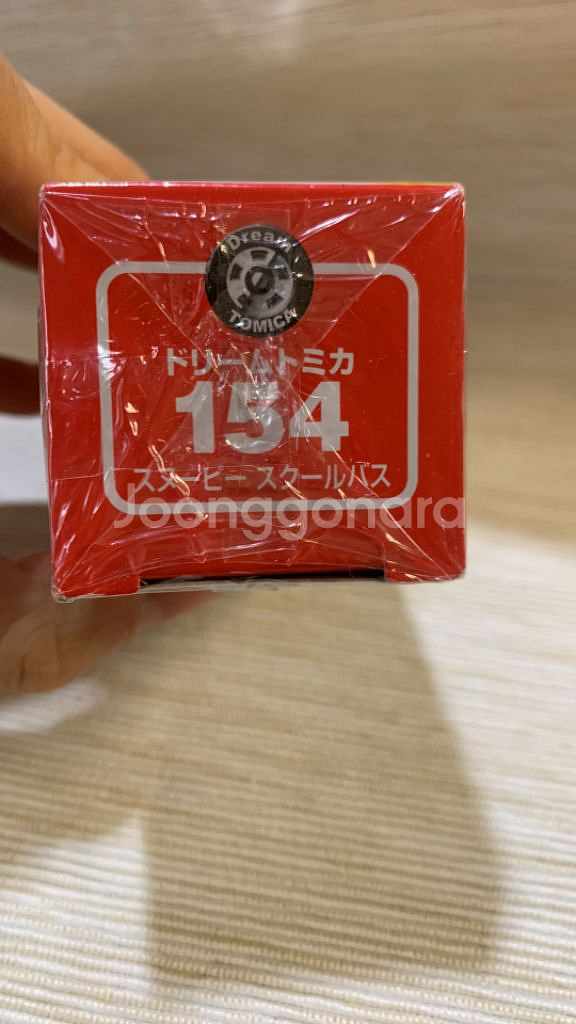 Dream
TOMICA
ドリームトミカ
154
スヌーピー スクールバス
Joonggonara